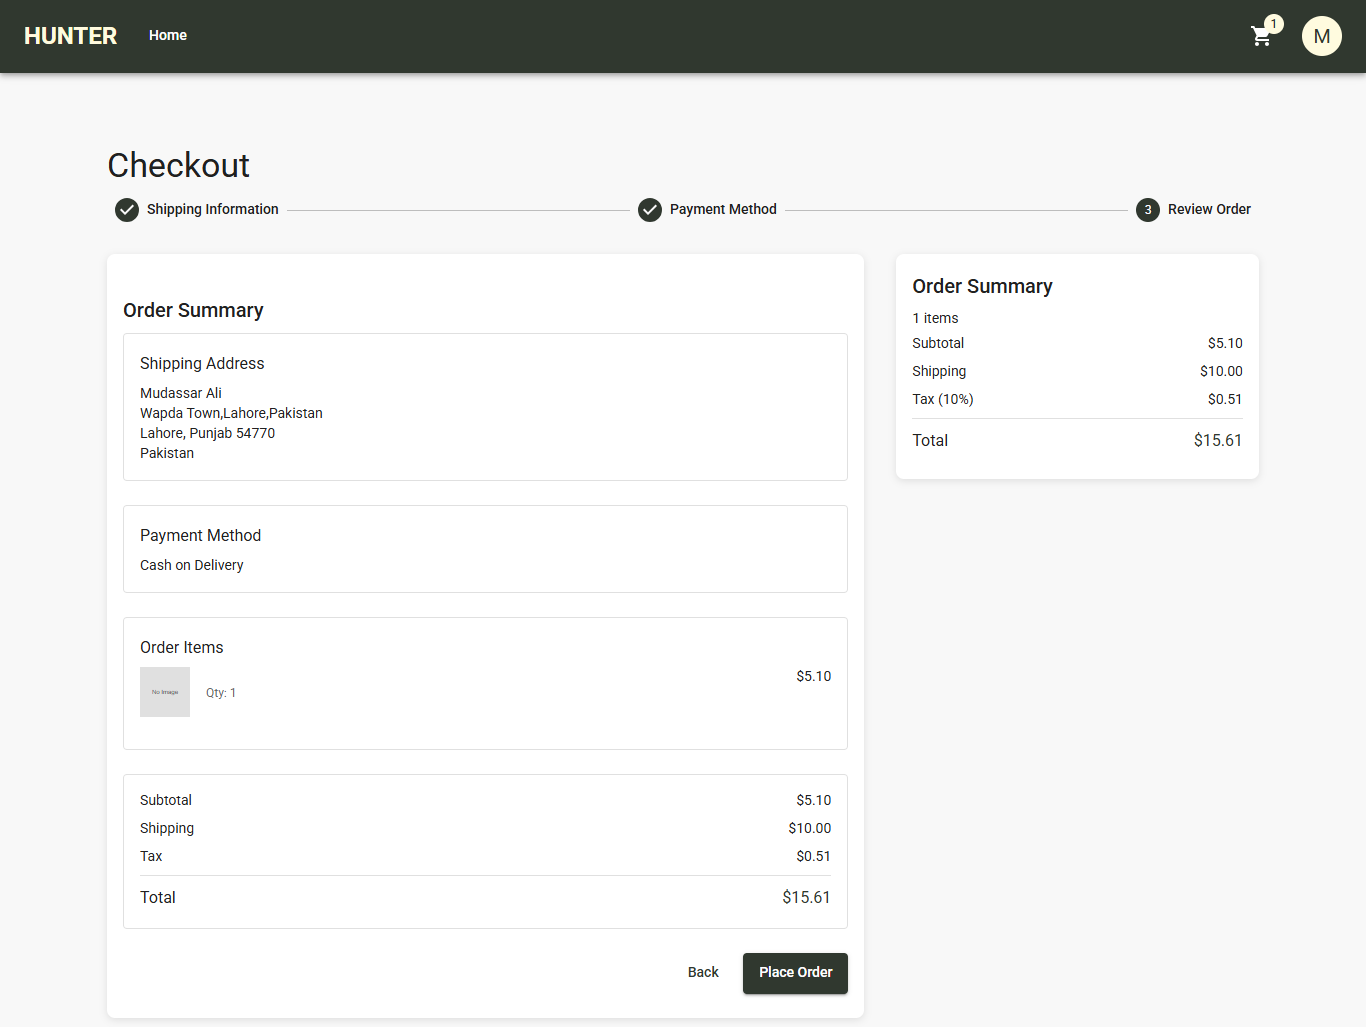 HUNTER
Home
1
M
Checkout
Shipping Information
Payment Method
3
Review Order
Order Summary
Shipping Address
Mudassar Ali
Wapda Town,Lahore,Pakistan
Lahore, Punjab 54770
Pakistan
Payment Method
Cash on Delivery
Order Items
No Image
Qty: 1
$5.10
Subtotal $5.10
Shipping $10.00
Tax $0.51
Total $15.61
Back
Place Order
Order Summary
1 items
Subtotal $5.10
Shipping $10.00
Tax (10%) $0.51
Total $15.61